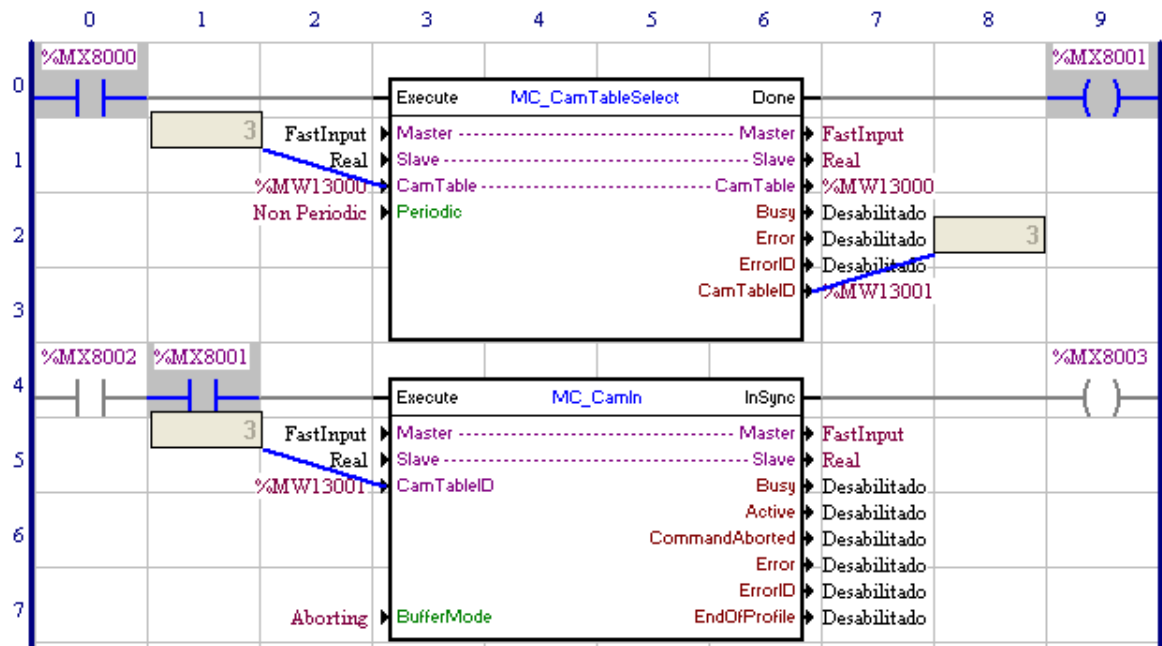 0 1 2 3 4 5 6 7 8 9
%MX8000 %MX8001
0 Execute MC_CamTableSelect Done
3 FastInput Master Master FastInput
1 Real Slave Slave Real
%MW13000 CamTable CamTable %MW13000
Non Periodic Periodic Busy Desabilitado
2 Error Desabilitado 3
ErrorID Desabilitado
CamTableID %MW13001
3
%MX8002 %MX8001 %MX8003
4 Execute MC_CamIn InSync
3 FastInput Master Master FastInput
5 Real Slave Slave Real
%MW13001 CamTableID Busy Desabilitado
Active Desabilitado
6 CommandAborted Desabilitado
Error Desabilitado
ErrorID Desabilitado
7 Aborting BufferMode EndOfProfile Desabilitado